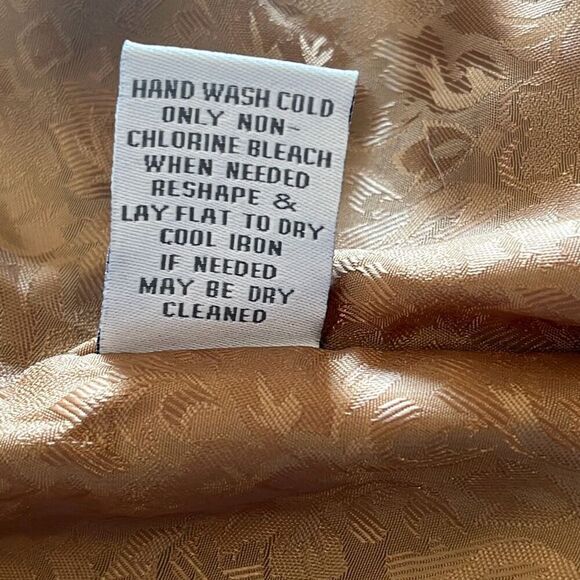 HAND WASH COLD
ONLY NON-
CHLORINE BLEACH
WHEN NEEDED
RESHAPE &
LAY FLAT TO DRY
COOL IRON
IF NEEDED
MAY BE DRY
CLEANED